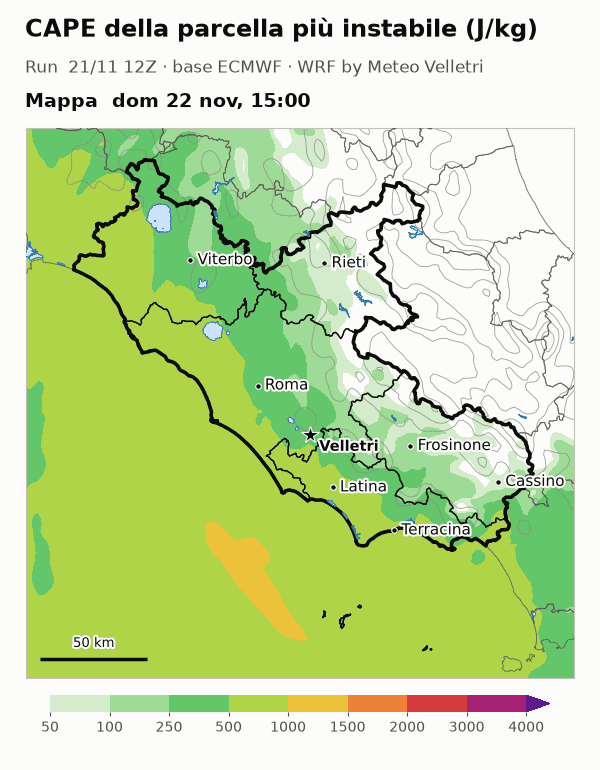 CAPE della parcella più instabile (J/kg)
Run  21/11 12Z · base ECMWF · WRF by Meteo Velletri
Mappa  dom 22 nov, 15:00
Viterbo
Rieti
Roma
Velletri
Frosinone
Cassino
Latina
Terracina
50 km
50 100 250 500 1000 1500 2000 3000 4000